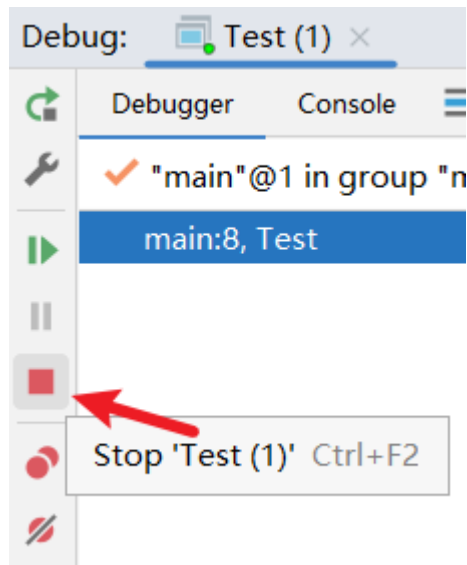 Debug: Test (1)
Debugger Console
"main"@1 in group "m
main:8, Test
Stop 'Test (1)' Ctrl+F2